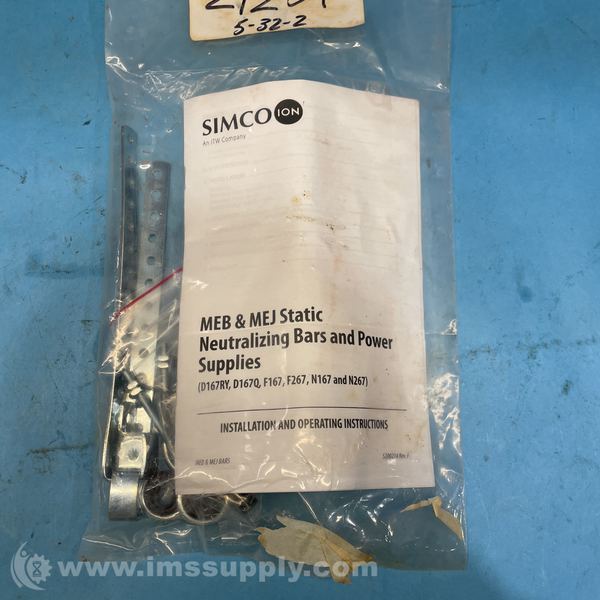 5-32-2
SIMCO ION
An ITW Company
MEB & MEJ Static
Neutralizing Bars and Power
Supplies
(D167RY, D167Q, F167, F267, N167 and N267)
INSTALLATION AND OPERATING INSTRUCTIONS
MEB & MEJ BARS
www.imssupply.com